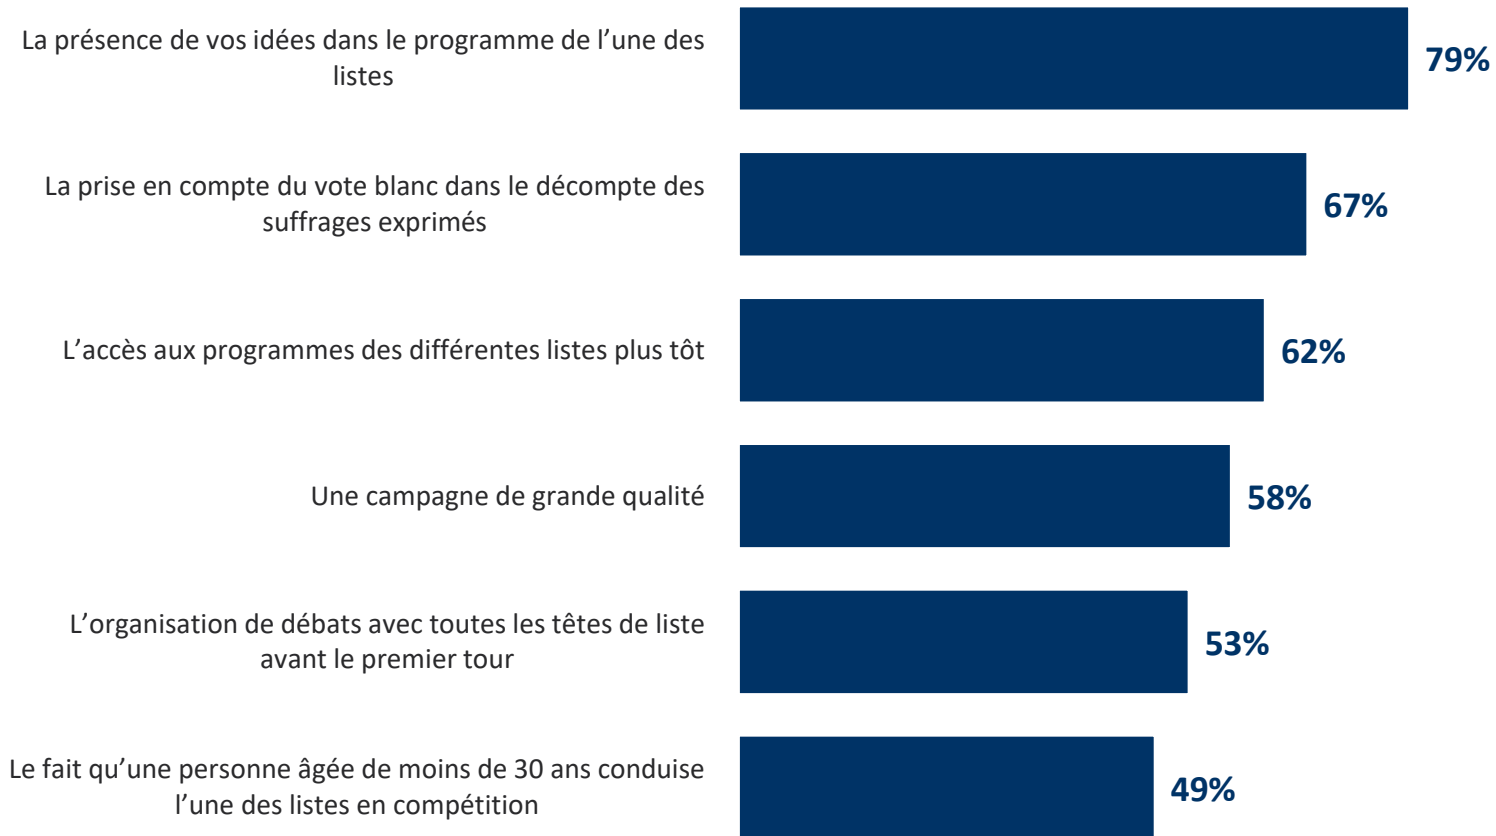 La présence de vos idées dans le programme de l’une des
listes
79%
La prise en compte du vote blanc dans le décompte des
suffrages exprimés
67%
L’accès aux programmes des différentes listes plus tôt
62%
Une campagne de grande qualité
58%
L’organisation de débats avec toutes les têtes de liste
avant le premier tour
53%
Le fait qu’une personne âgée de moins de 30 ans conduise
l’une des listes en compétition
49%